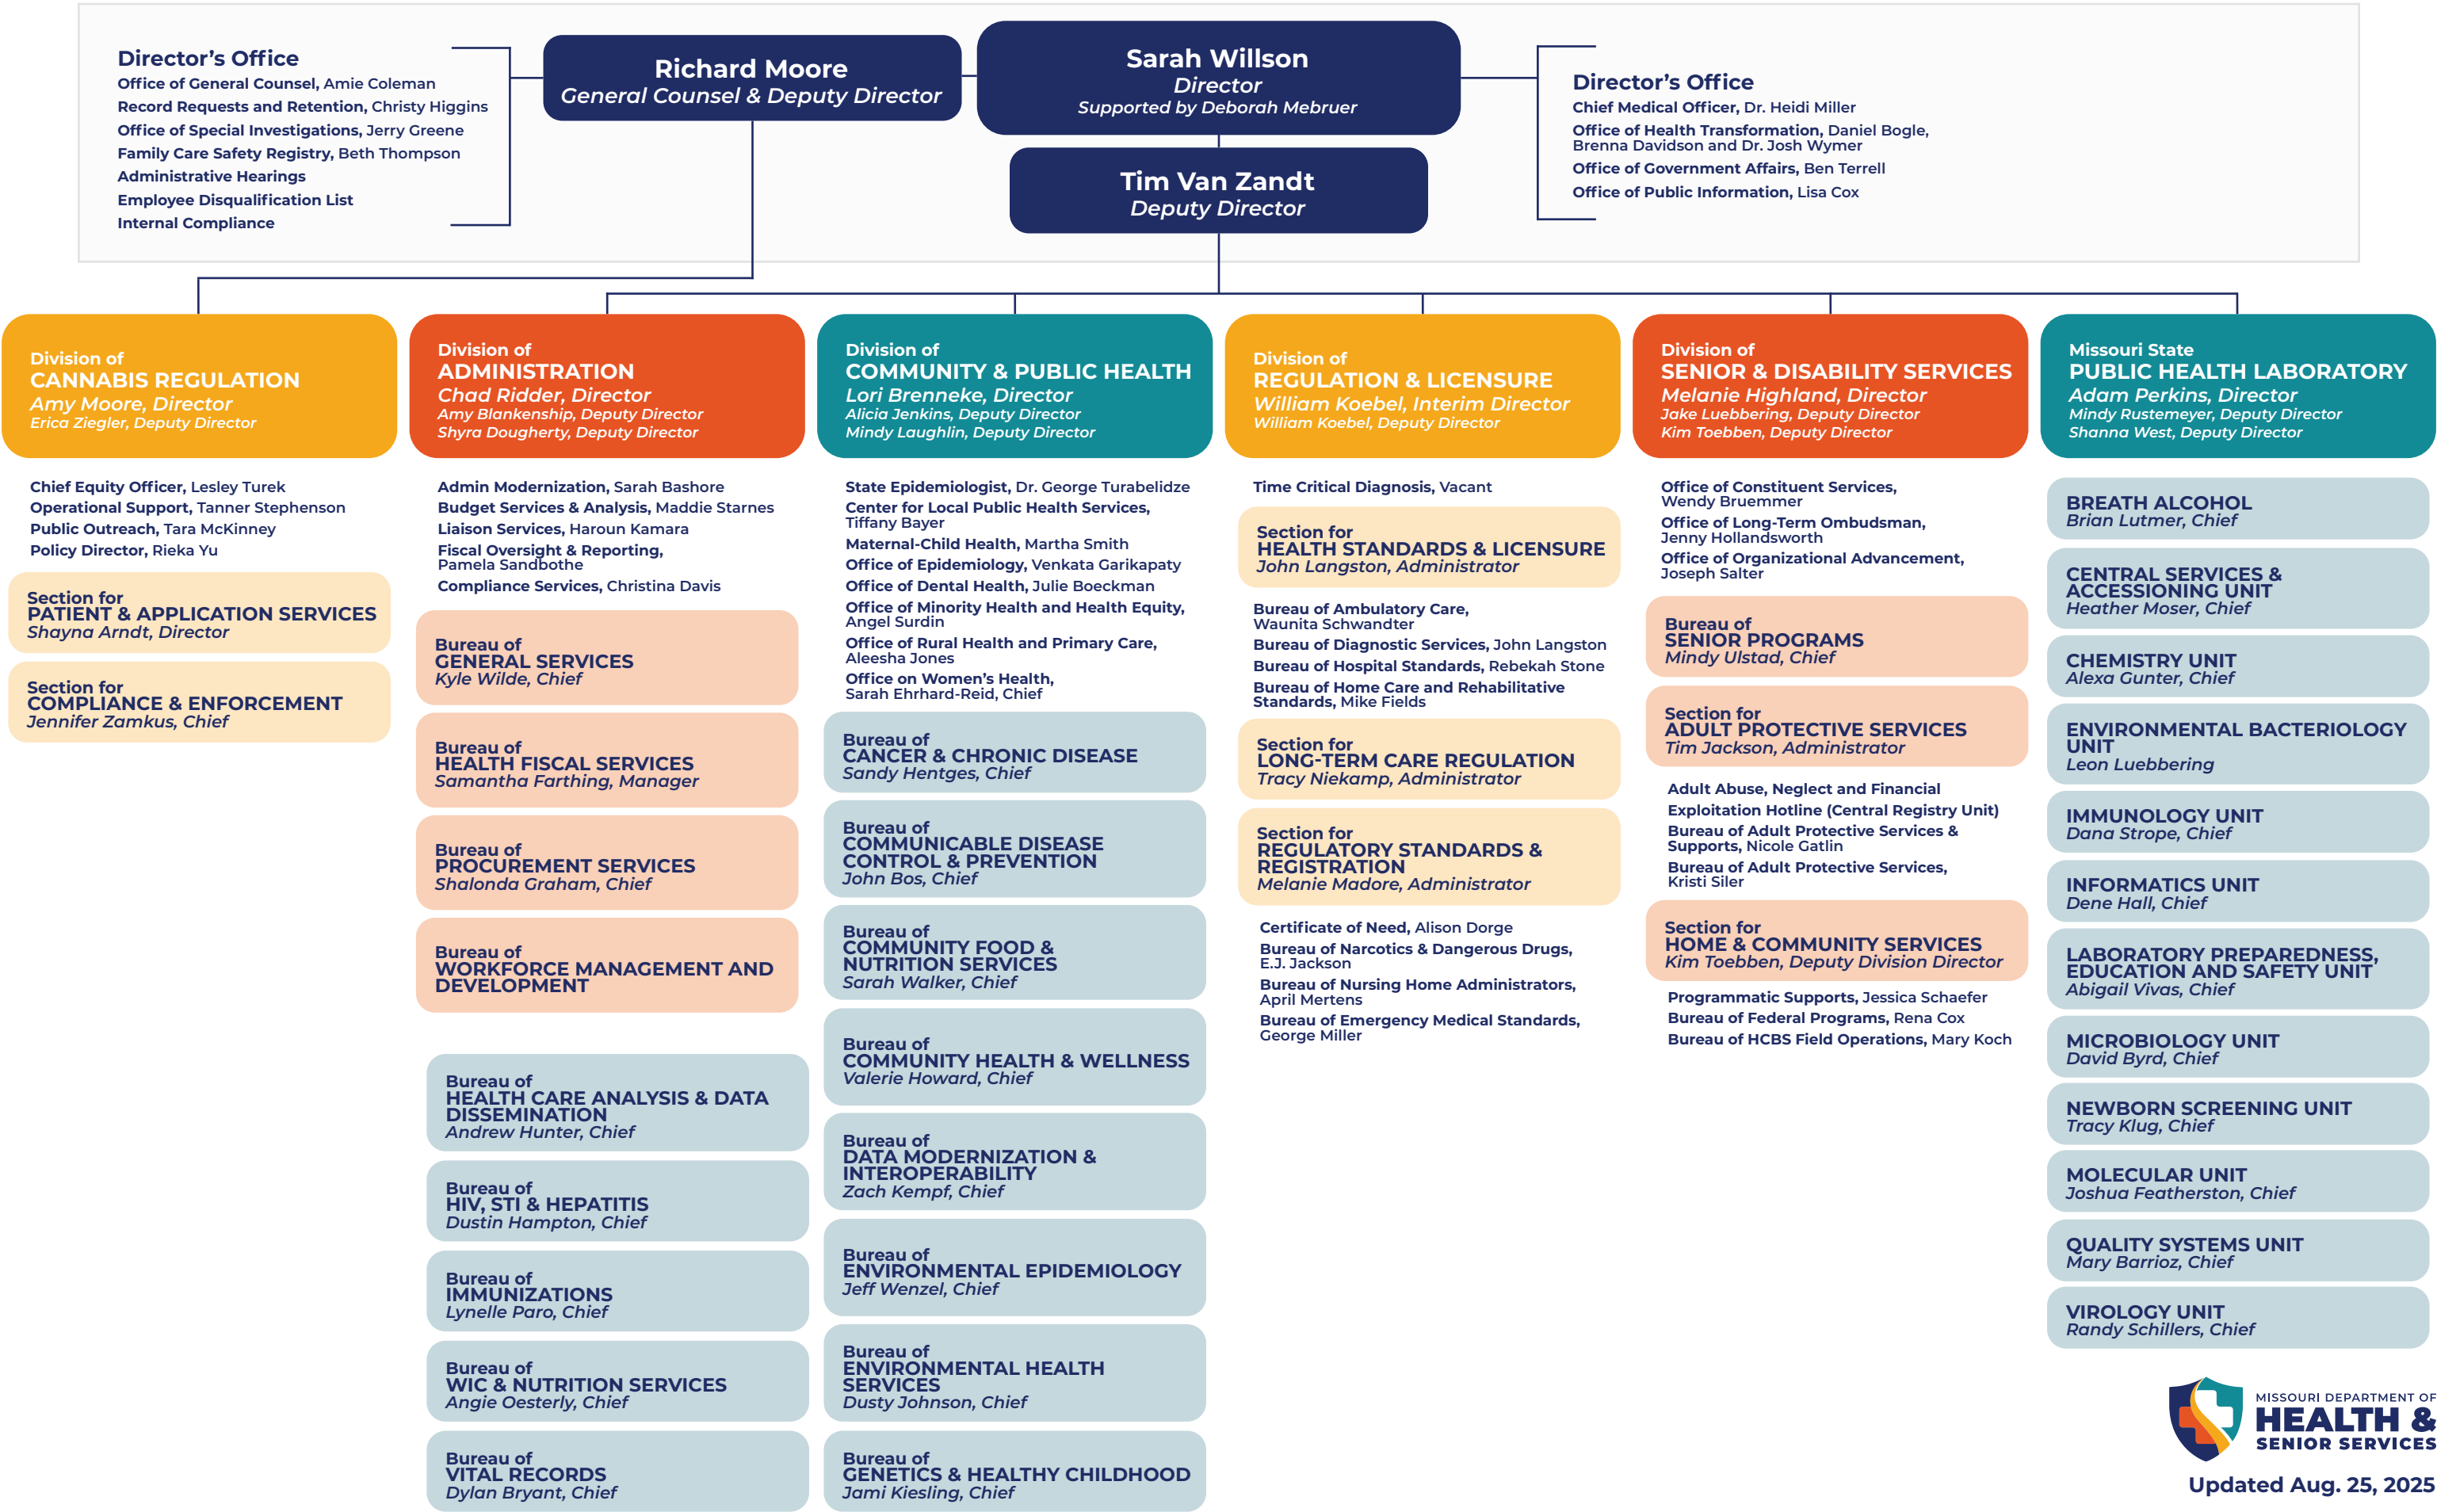 Director's Office
Office of General Counsel, Amie Coleman
Record Requests and Retention, Christy Higgins
Office of Special Investigations, Jerry Greene
Family Care Safety Registry, Beth Thompson
Administrative Hearings
Employee Disqualification List
Internal Compliance
Richard Moore
General Counsel & Deputy Director
Sarah Willson
Director
Supported by Deborah Mebruer
Tim Van Zandt
Deputy Director
Director's Office
Chief Medical Officer, Dr. Heidi Miller
Office of Health Transformation, Daniel Bogle,
Brenna Davidson and Dr. Josh Wymer
Office of Government Affairs, Ben Terrell
Office of Public Information, Lisa Cox
Division of
CANNABIS REGULATION
Amy Moore, Director
Erica Ziegler, Deputy Director
Chief Equity Officer, Lesley Turek
Operational Support, Tanner Stephenson
Public Outreach, Tara McKinney
Policy Director, Rieka Yu
Section for
PATIENT & APPLICATION SERVICES
Shayna Arndt, Director
Section for
COMPLIANCE & ENFORCEMENT
Jennifer Zamkus, Chief
Division of
ADMINISTRATION
Chad Ridder, Director
Amy Blankenship, Deputy Director
Shyra Dougherty, Deputy Director
Admin Modernization, Sarah Bashore
Budget Services & Analysis, Maddie Starnes
Liaison Services, Haroun Kamara
Fiscal Oversight & Reporting,
Pamela Sandbothe
Compliance Services, Christina Davis
Bureau of
GENERAL SERVICES
Kyle Wilde, Chief
Bureau of
HEALTH FISCAL SERVICES
Samantha Farthing, Manager
Bureau of
PROCUREMENT SERVICES
Shalonda Graham, Chief
Bureau of
WORKFORCE MANAGEMENT AND
DEVELOPMENT
Bureau of
HEALTH CARE ANALYSIS & DATA
DISSEMINATION
Andrew Hunter, Chief
Bureau of
HIV, STI & HEPATITIS
Dustin Hampton, Chief
Bureau of
IMMUNIZATIONS
Lynelle Paro, Chief
Bureau of
WIC & NUTRITION SERVICES
Angie Oesterly, Chief
Bureau of
VITAL RECORDS
Dylan Bryant, Chief
Division of
COMMUNITY & PUBLIC HEALTH
Lori Brenneke, Director
Alicia Jenkins, Deputy Director
Mindy Laughlin, Deputy Director
State Epidemiologist, Dr. George Turabelidze
Center for Local Public Health Services,
Tiffany Bayer
Maternal-Child Health, Martha Smith
Office of Epidemiology, Venkata Garikapaty
Office of Dental Health, Julie Boeckman
Office of Minority Health and Health Equity,
Angel Surdin
Office of Rural Health and Primary Care,
Aleesha Jones
Office on Women's Health,
Sarah Ehrhard-Reid, Chief
Bureau of
CANCER & CHRONIC DISEASE
Sandy Hentges, Chief
Bureau of
COMMUNICABLE DISEASE
CONTROL & PREVENTION
John Bos, Chief
Bureau of
COMMUNITY FOOD &
NUTRITION SERVICES
Sarah Walker, Chief
Bureau of
COMMUNITY HEALTH & WELLNESS
Valerie Howard, Chief
Bureau of
DATA MODERNIZATION &
INTEROPERABILITY
Zach Kempf, Chief
Bureau of
ENVIRONMENTAL EPIDEMIOLOGY
Jeff Wenzel, Chief
Bureau of
ENVIRONMENTAL HEALTH
SERVICES
Dusty Johnson, Chief
Bureau of
GENETICS & HEALTHY CHILDHOOD
Jami Kiesling, Chief
Division of
REGULATION & LICENSURE
William Koebel, Interim Director
William Koebel, Deputy Director
Time Critical Diagnosis, Vacant
Section for
HEALTH STANDARDS & LICENSURE
John Langston, Administrator
Bureau of Ambulatory Care,
Waunita Schwandter
Bureau of Diagnostic Services, John Langston
Bureau of Hospital Standards, Rebekah Stone
Bureau of Home Care and Rehabilitative
Standards, Mike Fields
Section for
LONG-TERM CARE REGULATION
Tracy Niekamp, Administrator
Section for
REGULATORY STANDARDS &
REGISTRATION
Melanie Madore, Administrator
Certificate of Need, Alison Dorge
Bureau of Narcotics & Dangerous Drugs,
E.J. Jackson
Bureau of Nursing Home Administrators,
April Mertens
Bureau of Emergency Medical Standards,
George Miller
Division of
SENIOR & DISABILITY SERVICES
Melanie Highland, Director
Jake Luebbering, Deputy Director
Kim Toebben, Deputy Director
Office of Constituent Services,
Wendy Bruemmer
Office of Long-Term Ombudsman,
Jenny Hollandsworth
Office of Organizational Advancement,
Joseph Salter
Bureau of
SENIOR PROGRAMS
Mindy Ulstad, Chief
Section for
ADULT PROTECTIVE SERVICES
Tim Jackson, Administrator
Adult Abuse, Neglect and Financial
Exploitation Hotline (Central Registry Unit)
Bureau of Adult Protective Services &
Supports, Nicole Gatlin
Bureau of Adult Protective Services,
Kristi Siler
Section for
HOME & COMMUNITY SERVICES
Kim Toebben, Deputy Division Director
Programmatic Supports, Jessica Schaefer
Bureau of Federal Programs, Rena Cox
Bureau of HCBS Field Operations, Mary Koch
Missouri State
PUBLIC HEALTH LABORATORY
Adam Perkins, Director
Mindy Rustemeyer, Deputy Director
Shanna West, Deputy Director
BREATH ALCOHOL
Brian Lutmer, Chief
CENTRAL SERVICES &
ACCESSIONING UNIT
Heather Moser, Chief
CHEMISTRY UNIT
Alexa Gunter, Chief
ENVIRONMENTAL BACTERIOLOGY
UNIT
Leon Luebbering
IMMUNOLOGY UNIT
Dana Strope, Chief
INFORMATICS UNIT
Dene Hall, Chief
LABORATORY PREPAREDNESS,
EDUCATION AND SAFETY UNIT
Abigail Vivas, Chief
MICROBIOLOGY UNIT
David Byrd, Chief
NEWBORN SCREENING UNIT
Tracy Klug, Chief
MOLECULAR UNIT
Joshua Featherston, Chief
QUALITY SYSTEMS UNIT
Mary Barrioz, Chief
VIROLOGY UNIT
Randy Schillers, Chief
MISSOURI DEPARTMENT OF
HEALTH &
SENIOR SERVICES
Updated Aug. 25, 2025